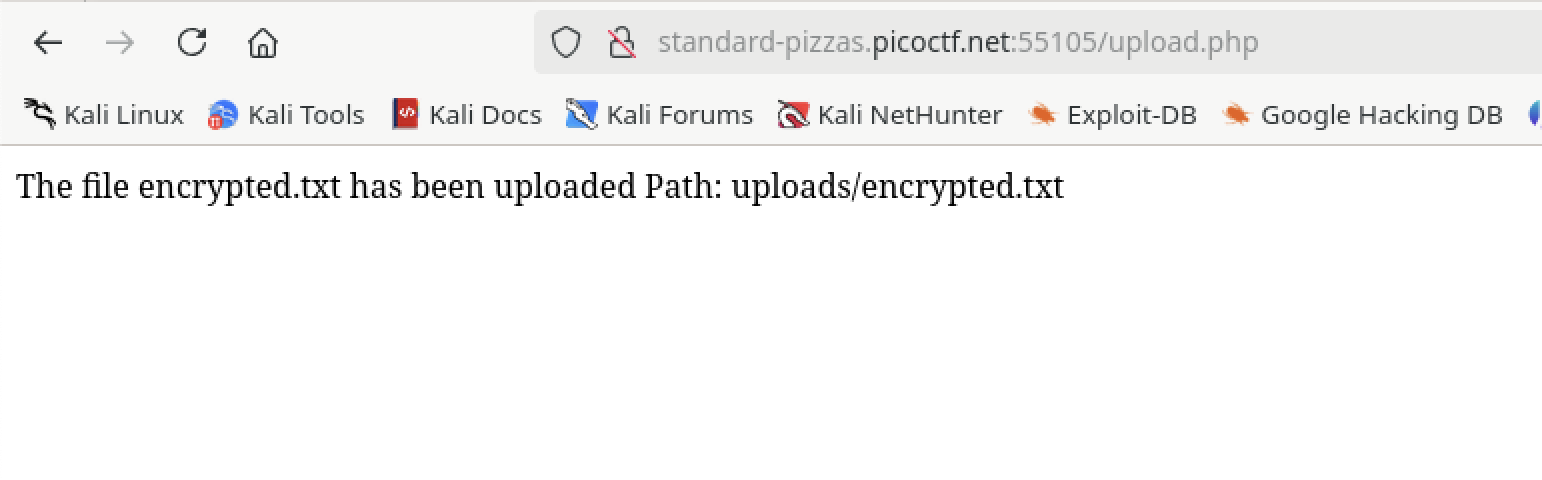 standard-pizzas.picoctf.net:55105/upload.php
Kali Linux Kali Tools Kali Docs Kali Forums Kali NetHunter Exploit-DB Google Hacking DB
The file encrypted.txt has been uploaded Path: uploads/encrypted.txt